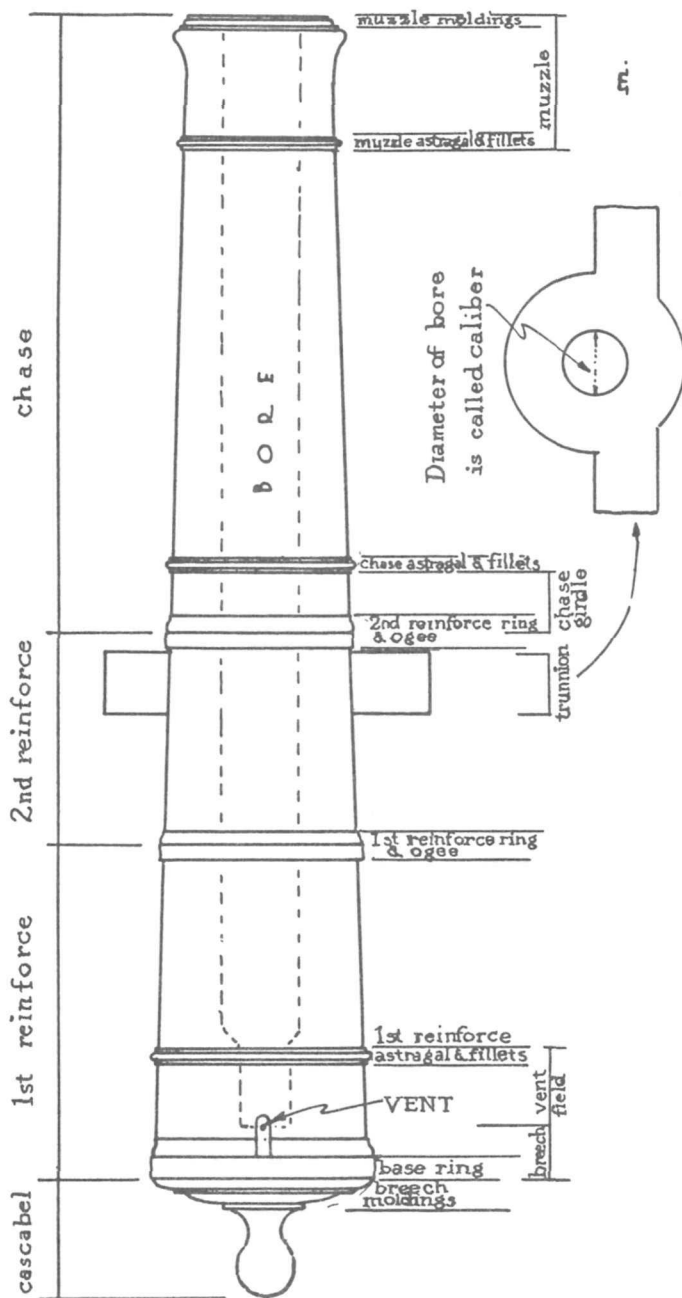 muzzle moldings
muzzle
m.
muzzle astragal & fillets
chase
Diameter of bore
is called caliber
BORE
chase astragal & fillets
chase
girdle
2nd reinforce ring
& ogee
trunnion
2nd reinforce
1st reinforce ring
& ogee
1st reinforce
1st reinforce
astragal & fillets
vent
field
VENT
breech
base ring
breech
moldings
cascabel